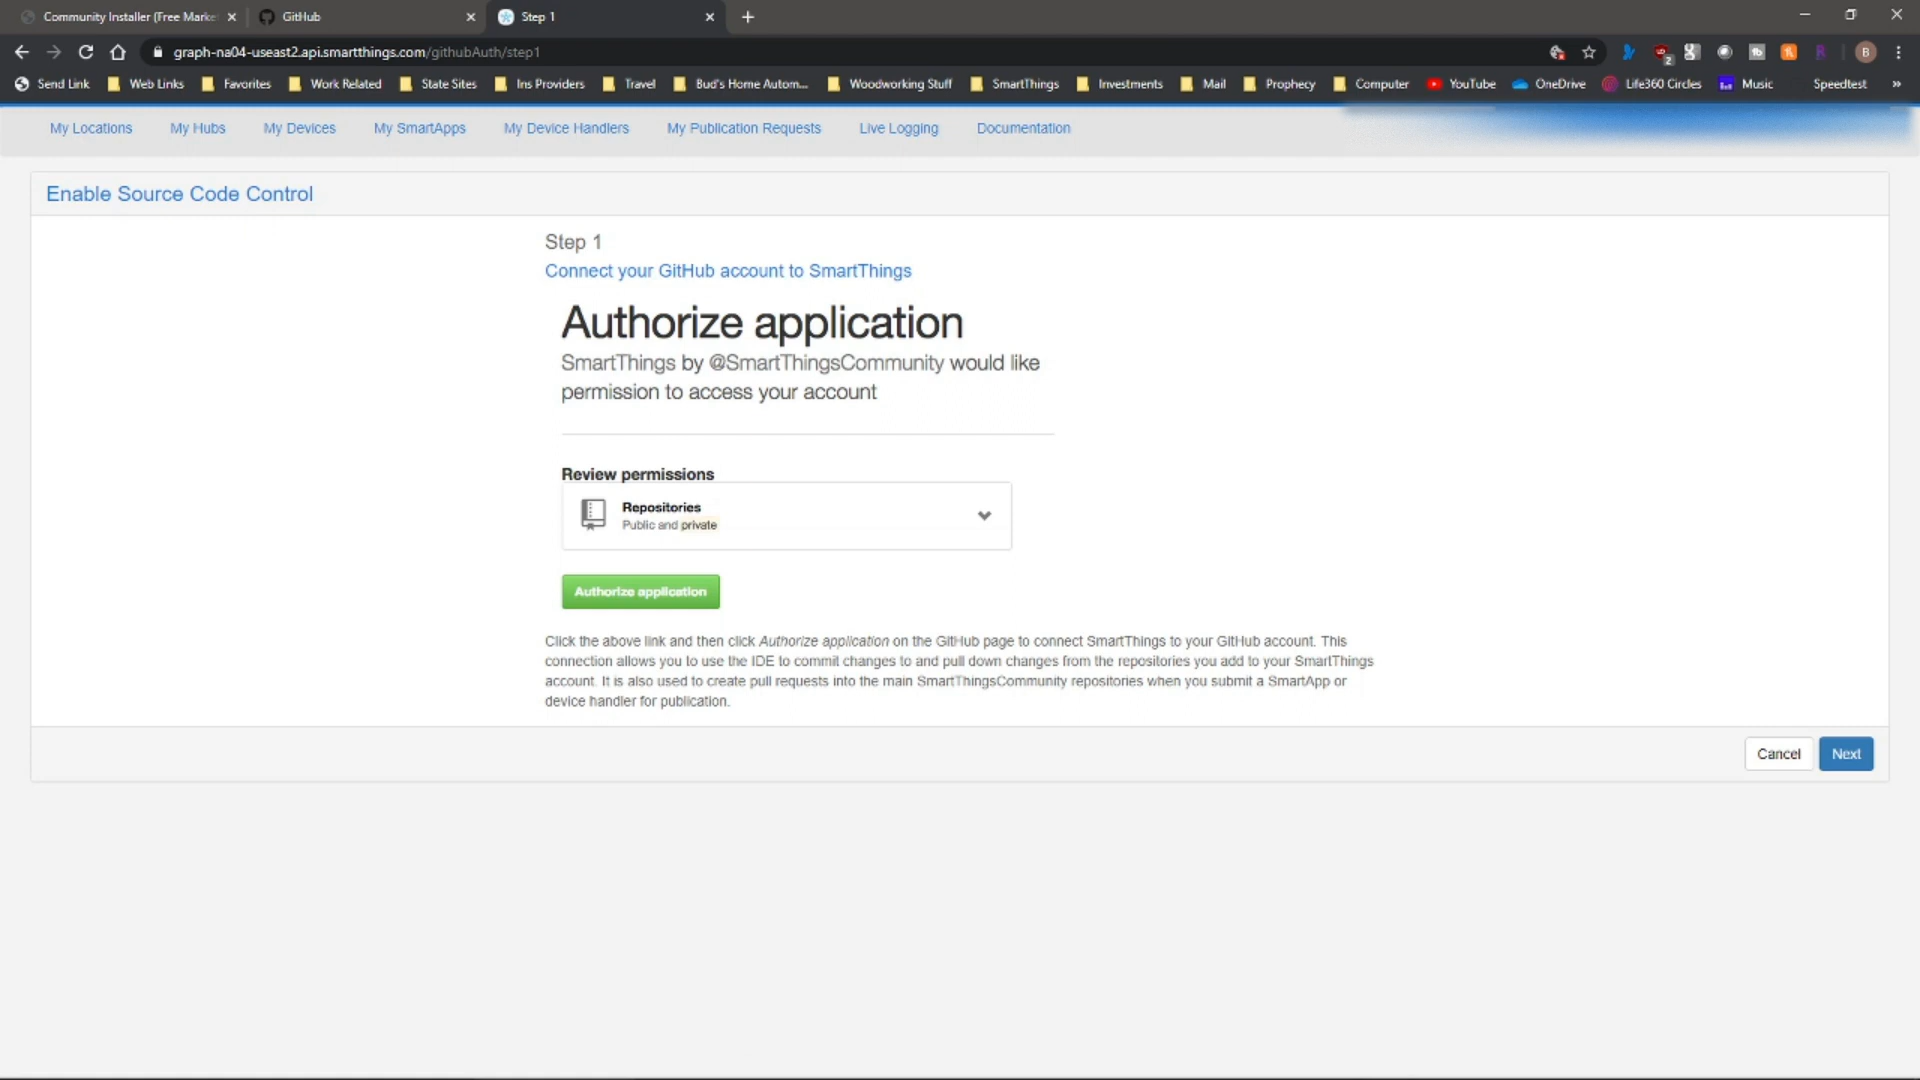 Community Installer (Free Marke
GitHub
Step 1
graph-na04-useast2.api.smartthings.com/githubAuth/step1
2
B
Send Link
Web Links
Favorites
Work Related
State Sites
Ins Providers
Travel
Bud's Home Autom...
Woodworking Stuff
SmartThings
Investments
Mail
Prophecy
Computer
YouTube
OneDrive
Life360 Circles
Music
Speedtest
»
My Locations
My Hubs
My Devices
My SmartApps
My Device Handlers
My Publication Requests
Live Logging
Documentation
Enable Source Code Control
Step 1
Connect your GitHub account to SmartThings
Authorize application
SmartThings by @SmartThingsCommunity would like
permission to access your account
Review permissions
Repositories
Public and private
Authorize application
Click the above link and then click Authorize application on the GitHub page to connect SmartThings to your GitHub account. This
connection allows you to use the IDE to commit changes to and pull down changes from the repositories you add to your SmartThings
account. It is also used to create pull requests into the main SmartThingsCommunity repositories when you submit a SmartApp or
device handler for publication.
Cancel
Next